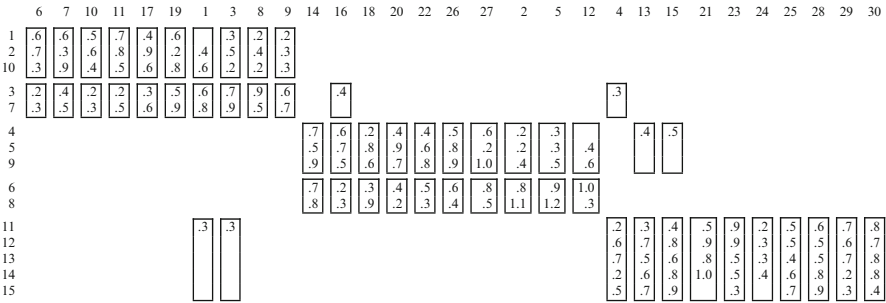 6 7 10 11 17 19 1 3 8 9 14 16 18 20 22 26 27 2 5 12 4 13 15 21 23 24 25 28 29 30
1 .6 .6 .5 .7 .4 .6 .3 .2 .2
2 .7 .3 .6 .8 .9 .2 .4 .5 .4 .3
10 .3 .9 .4 .5 .6 .8 .6 .2 .2 .3
3 .2 .4 .2 .2 .3 .5 .6 .7 .9 .6 .4 .3
7 .3 .5 .3 .5 .6 .9 .8 .9 .5 .7
4 .7 .6 .2 .4 .4 .5 .6 .2 .3 .4 .5
5 .5 .7 .8 .9 .6 .8 .2 .2 .3 .4
9 .9 .5 .6 .7 .8 .9 1.0 .4 .5 .6
6 .7 .2 .3 .4 .5 .6 .8 .8 .9 1.0
8 .8 .3 .9 .2 .3 .4 .5 1.1 1.2 .3
11 .3 .3 .2 .3 .4 .5 .9 .2 .5 .6 .7 .8
12 .6 .7 .8 .9 .9 .3 .5 .5 .6 .7
13 .7 .5 .6 .8 .5 .3 .4 .5 .7 .8
14 .2 .6 .8 1.0 .5 .4 .6 .8 .2 .8
15 .5 .7 .9 .3 .7 .9 .3 .4